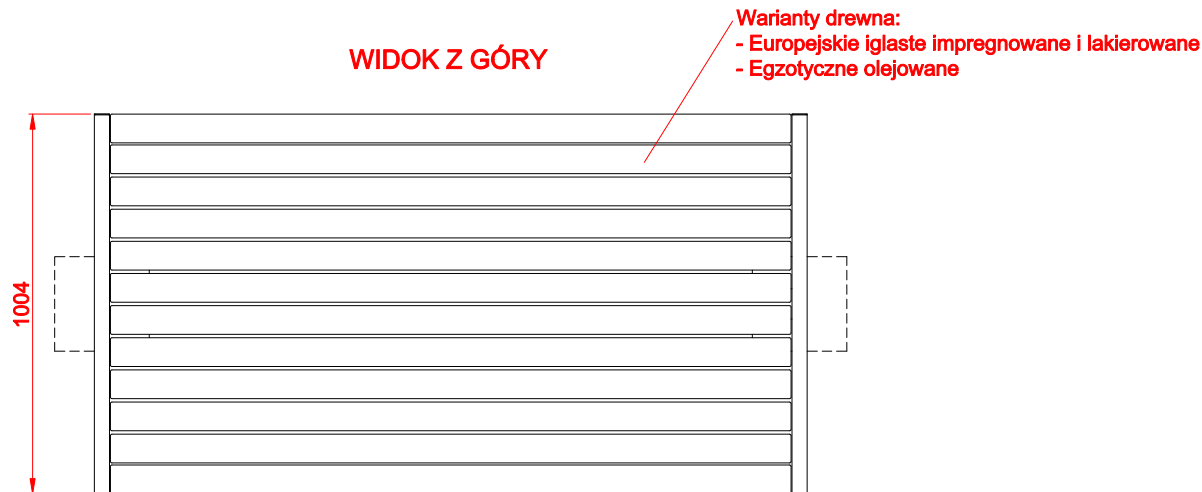 Warianty drewna:
- Europejskie iglaste impregnowane i lakierowane
- Egzotyczne olejowane
WIDOK Z GÓRY
1004